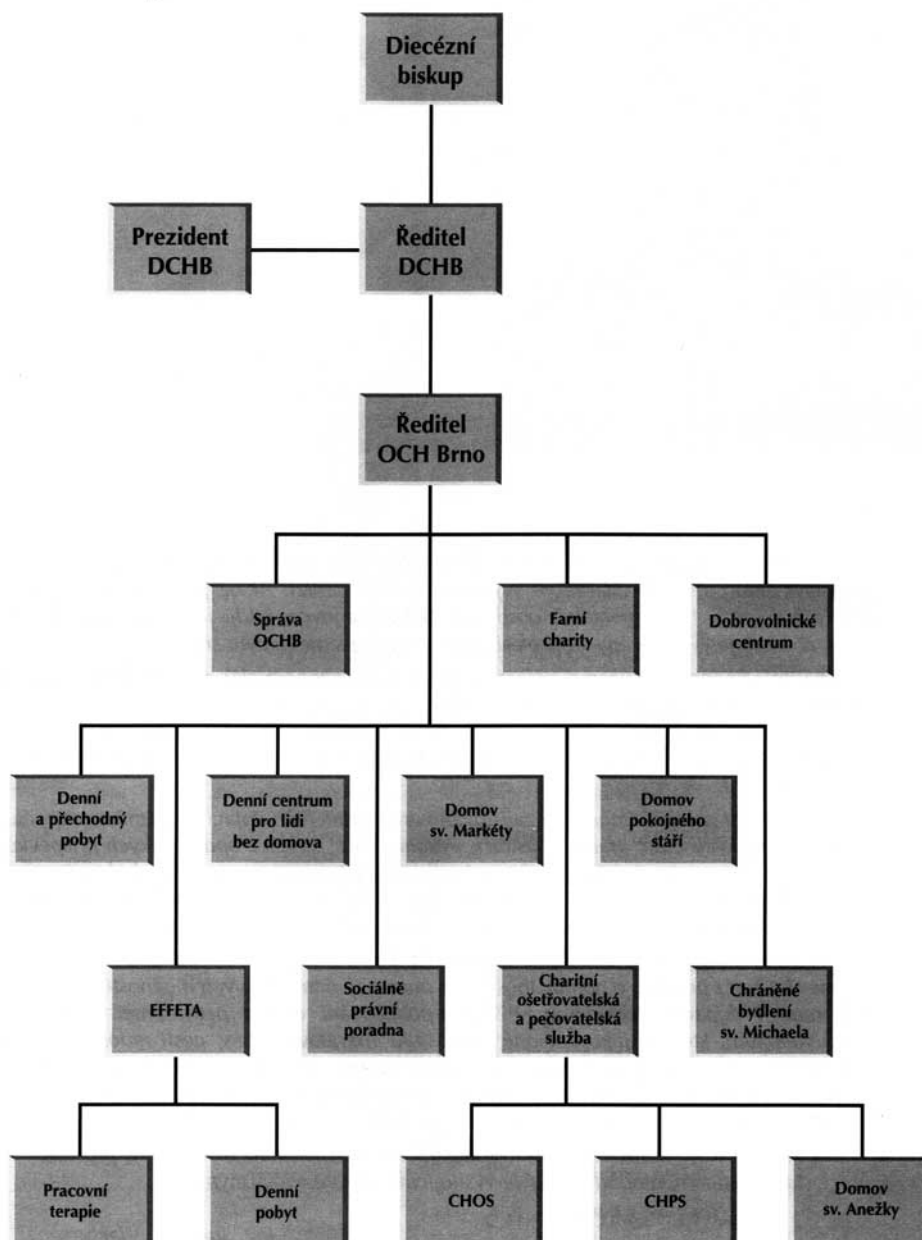 Diecézní
biskup
Prezident
DCHB
Ředitel
DCHB
Ředitel
OCH Brno
Správa
OCHB
Farní
charity
Dobrovolnické
centrum
Denní
a přechodný
pobyt
Denní centrum
pro lidi
bez domova
Domov
sv. Markéty
Domov
pokojného
stáří
EFFETA
Sociálně
právní
poradna
Charitní
ošetřovatelská
a pečovatelská
služba
Chráněné
bydlení
sv. Michaela
Pracovní
terapie
Denní
pobyt
CHOS
CHPS
Domov
sv. Anežky